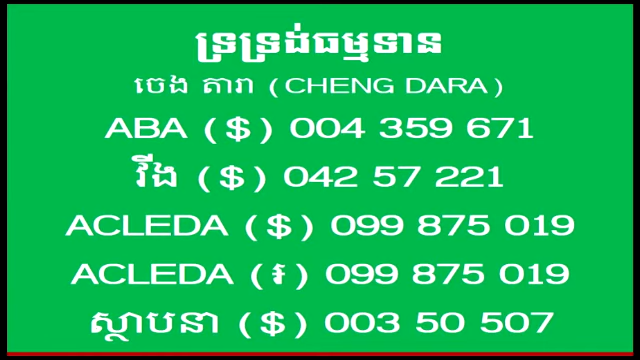 ទ្រទ្រង់ធម្មទាន
ចេង តារា (CHENG DARA)
ABA ($) 004 359 671
វីង ($) 042 57 221
ACLEDA ($) 099 875 019
ACLEDA (រ) 099 875 019
ស្ថាបនា ($) 003 50 507